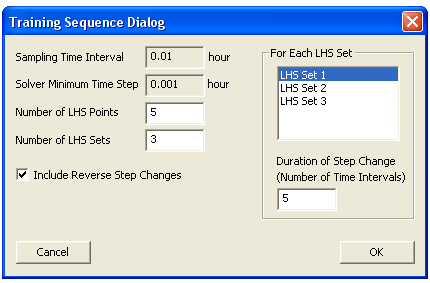 Training Sequence Dialog
Sampling Time Interval 0.01 hour
Solver Minimum Time Step 0.001 hour
Number of LHS Points 5
Number of LHS Sets 3
Include Reverse Step Changes
For Each LHS Set
LHS Set 1
LHS Set 2
LHS Set 3
Duration of Step Change
(Number of Time Intervals)
5
Cancel
OK